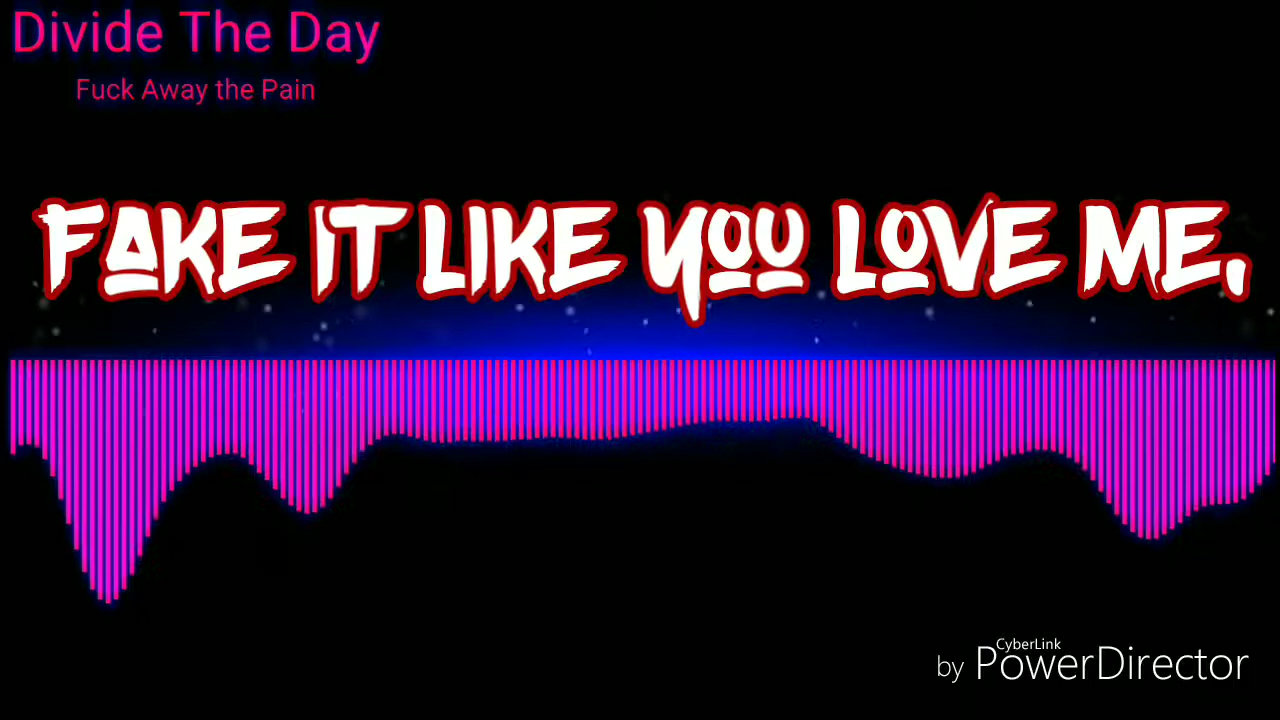 Divide The Day
Fuck Away the Pain
FAKE IT LIKE YOU LOVE ME,
CyberLink
by PowerDirector